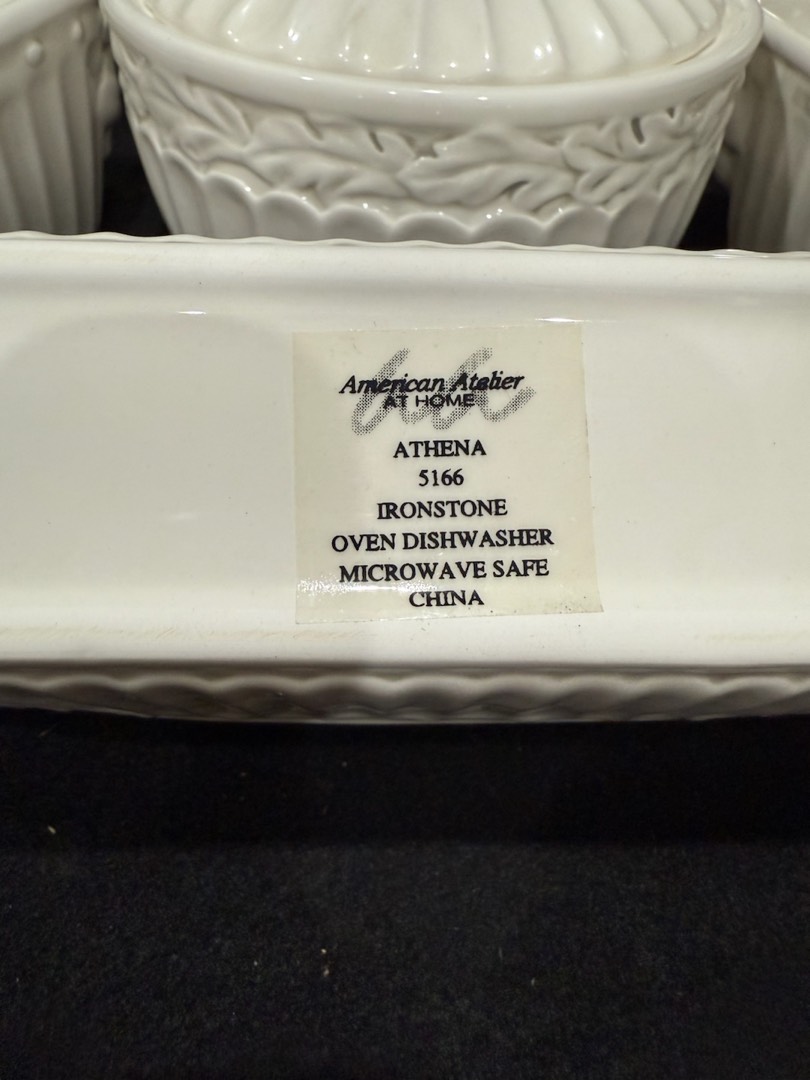 American Atelier
AT HOME
ATHENA
5166
IRONSTONE
OVEN DISHWASHER
MICROWAVE SAFE
CHINA